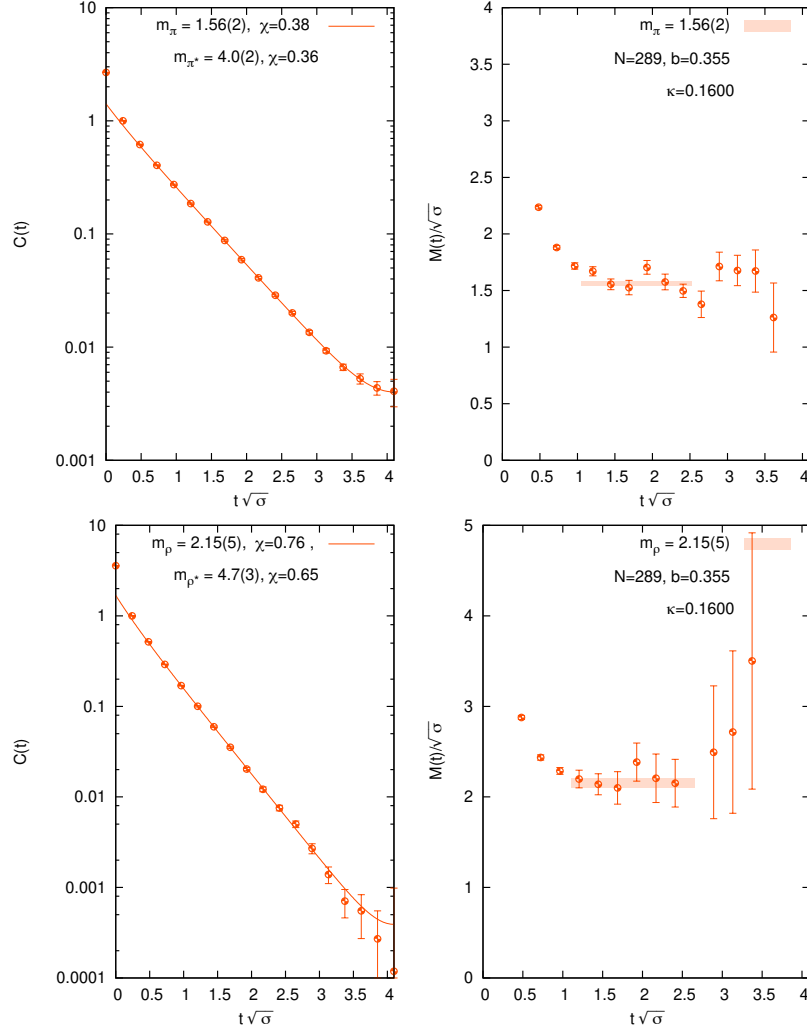 10
1
0.1
0.01
0.001
C(t)
0 0.5 1 1.5 2 2.5 3 3.5 4
t√σ
m_π = 1.56(2), χ=0.38
m_π⋆ = 4.0(2), χ=0.36
4
3.5
3
2.5
2
1.5
1
0.5
0
M(t)/√σ
0 0.5 1 1.5 2 2.5 3 3.5 4
t√σ
m_π = 1.56(2)
N=289, b=0.355
κ=0.1600
10
1
0.1
0.01
0.001
0.0001
C(t)
0 0.5 1 1.5 2 2.5 3 3.5 4
t√σ
m_ρ = 2.15(5), χ=0.76 ,
m_ρ⋆ = 4.7(3), χ=0.65
5
4
3
2
1
0
M(t)/√σ
0 0.5 1 1.5 2 2.5 3 3.5 4
t√σ
m_ρ = 2.15(5)
N=289, b=0.355
κ=0.1600